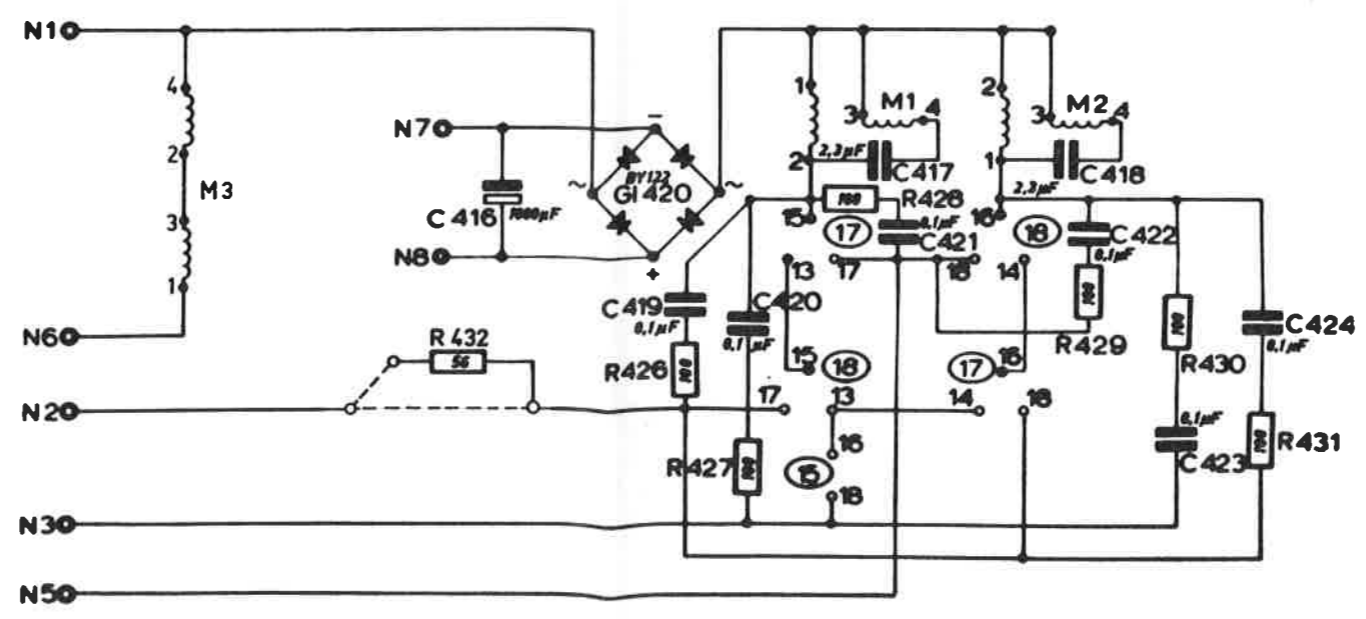 N1
4
2
M3
3
1
N6
N7
N8
C416
1000µF
−
~
BY122
GI420
~
+
1
2
3
M1
4
2,3µF
C417
2
1
3
M2
4
2,3µF
C418
R428
100
15
17
0,1µF
C421
13
17
16
18
15
14
C422
0,1µF
100
R429
C419
0,1µF
R426
100
C420
0,1µF
R427
100
15
18
17
16
17
13
14
18
16
15
18
100
R430
0,1µF
C423
C424
0,1µF
100
R431
R432
56
N2
N3
N5